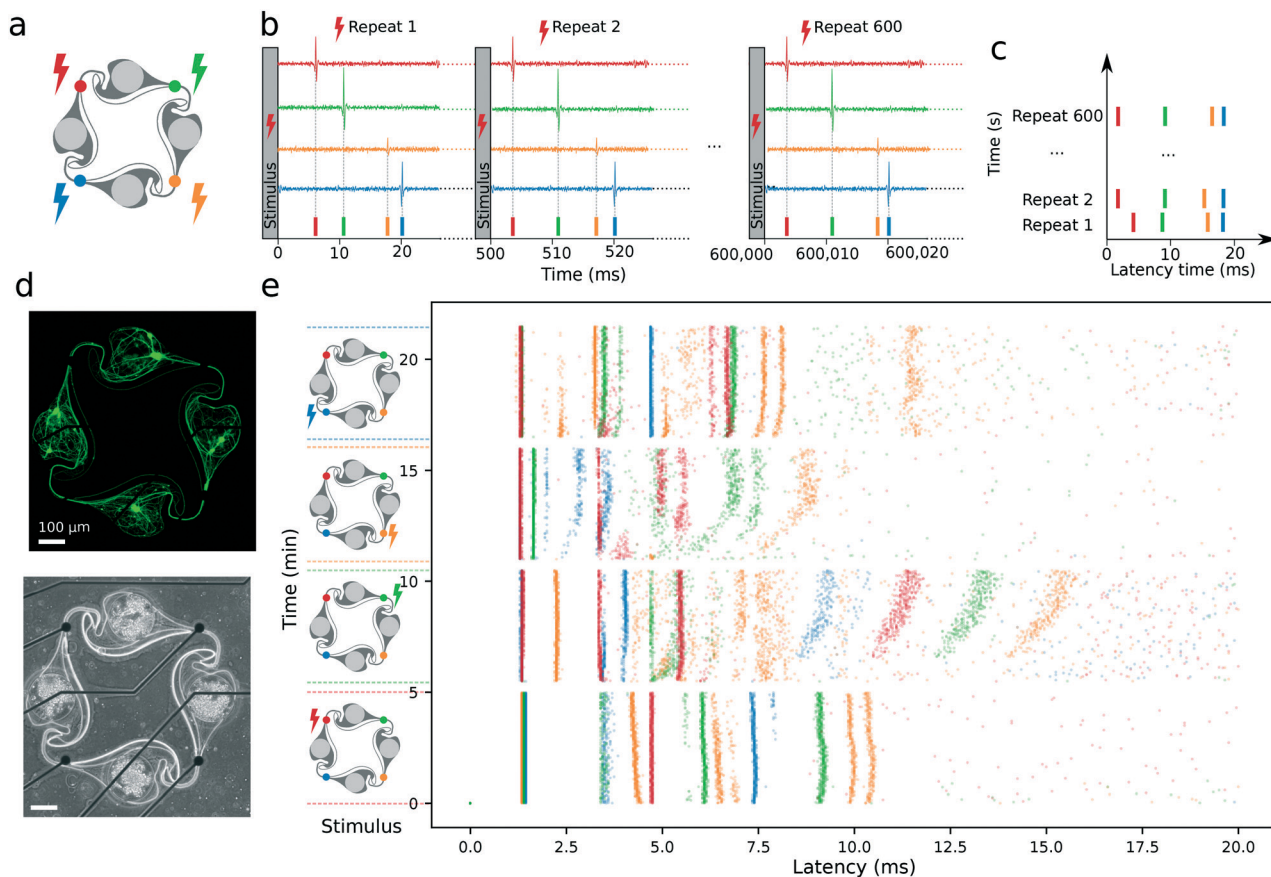 a
b
Repeat 1
Repeat 2
Repeat 600
Stimulus
Stimulus
Stimulus
...
0
10
20
500
510
520
600,000
600,010
600,020
Time (ms)
c
Time (s)
Repeat 600
...
...
Repeat 2
Repeat 1
0
10
20
Latency time (ms)
d
100 µm
e
Time (min)
20
15
10
5
0
Stimulus
0.0
2.5
5.0
7.5
10.0
12.5
15.0
17.5
20.0
Latency (ms)